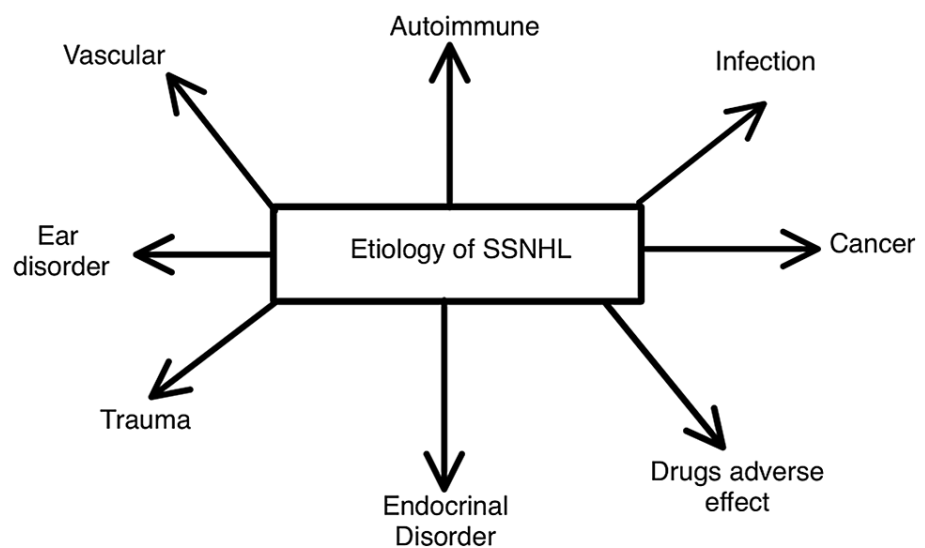 Autoimmune
Vascular
Infection
Ear
disorder
Etiology of SSNHL
Cancer
Trauma
Drugs adverse
effect
Endocrinal
Disorder